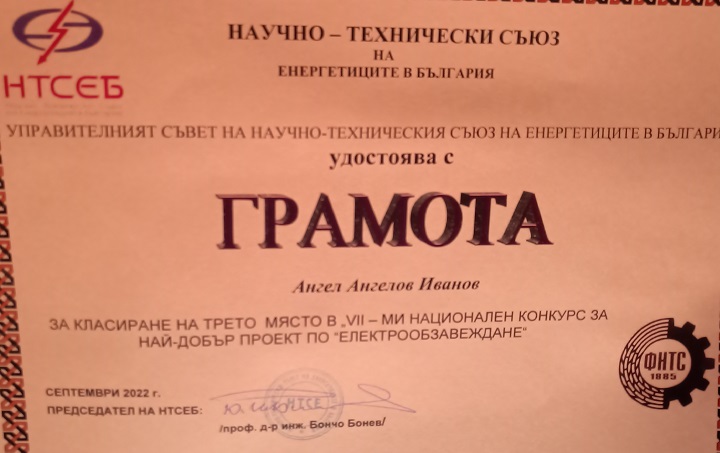 НАУЧНО – ТЕХНИЧЕСКИ СЪЮЗ
НА
ЕНЕРГЕТИЦИТЕ В БЪЛГАРИЯ
НТСЕБ
УПРАВИТЕЛНИЯТ СЪВЕТ НА НАУЧНО-ТЕХНИЧЕСКИЯ СЪЮЗ НА ЕНЕРГЕТИЦИТЕ В БЪЛГАРИ
удостоява с
ГРАМОТА
Ангел Ангелов Иванов
ЗА КЛАСИРАНЕ НА ТРЕТО МЯСТО В „VII – МИ НАЦИОНАЛЕН КОНКУРС ЗА
НАЙ-ДОБЪР ПРОЕКТ ПО "ЕЛЕКТРООБЗАВЕЖДАНЕ"
ФНТС
1885
СЕПТЕМВРИ 2022 г.
ПРЕДСЕДАТЕЛ НА НТСЕБ:
/проф. д-р инж. Бончо Бонев/